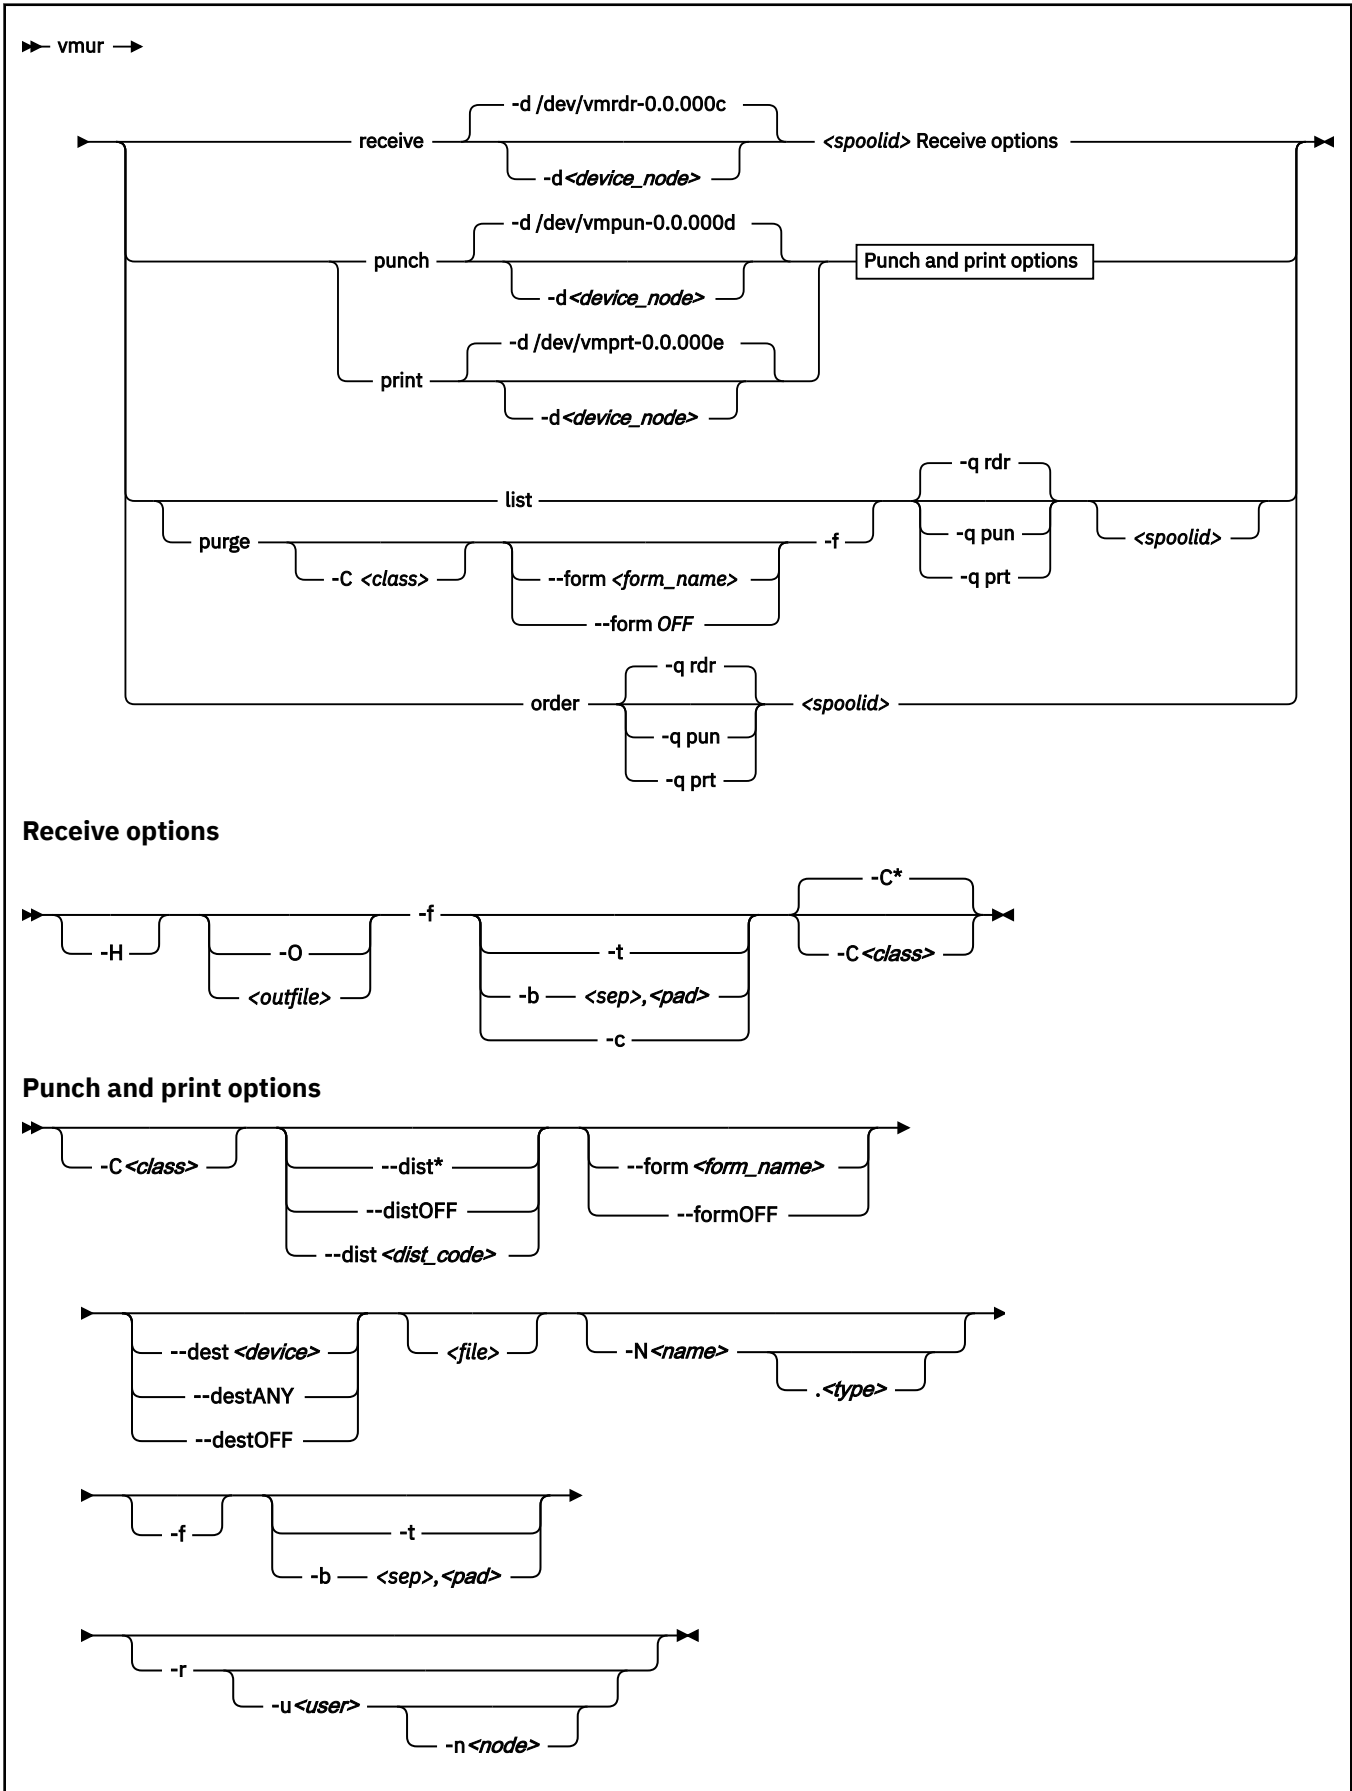 vmur
-d /dev/vmrdr-0.0.000c
receive <spoolid> Receive options
-d<device_node>
-d /dev/vmpun-0.0.000d
punch Punch and print options
-d<device_node>
-d /dev/vmprt-0.0.000e
print
-d<device_node>
-q rdr
list
-q pun <spoolid>
purge -f
-C <class> --form <form_name> -q prt
--form OFF
-q rdr
order <spoolid>
-q pun
-q prt
Receive options
-C*
-f
-H -O -t -C<class>
<outfile> -b <sep>,<pad>
-c
Punch and print options
-C<class> --dist* --form <form_name>
--distOFF --formOFF
--dist <dist_code>
--dest <device> <file> -N<name>
.<type>
--destANY
--destOFF
-f -t
-b <sep>,<pad>
-r
-u<user>
-n<node>